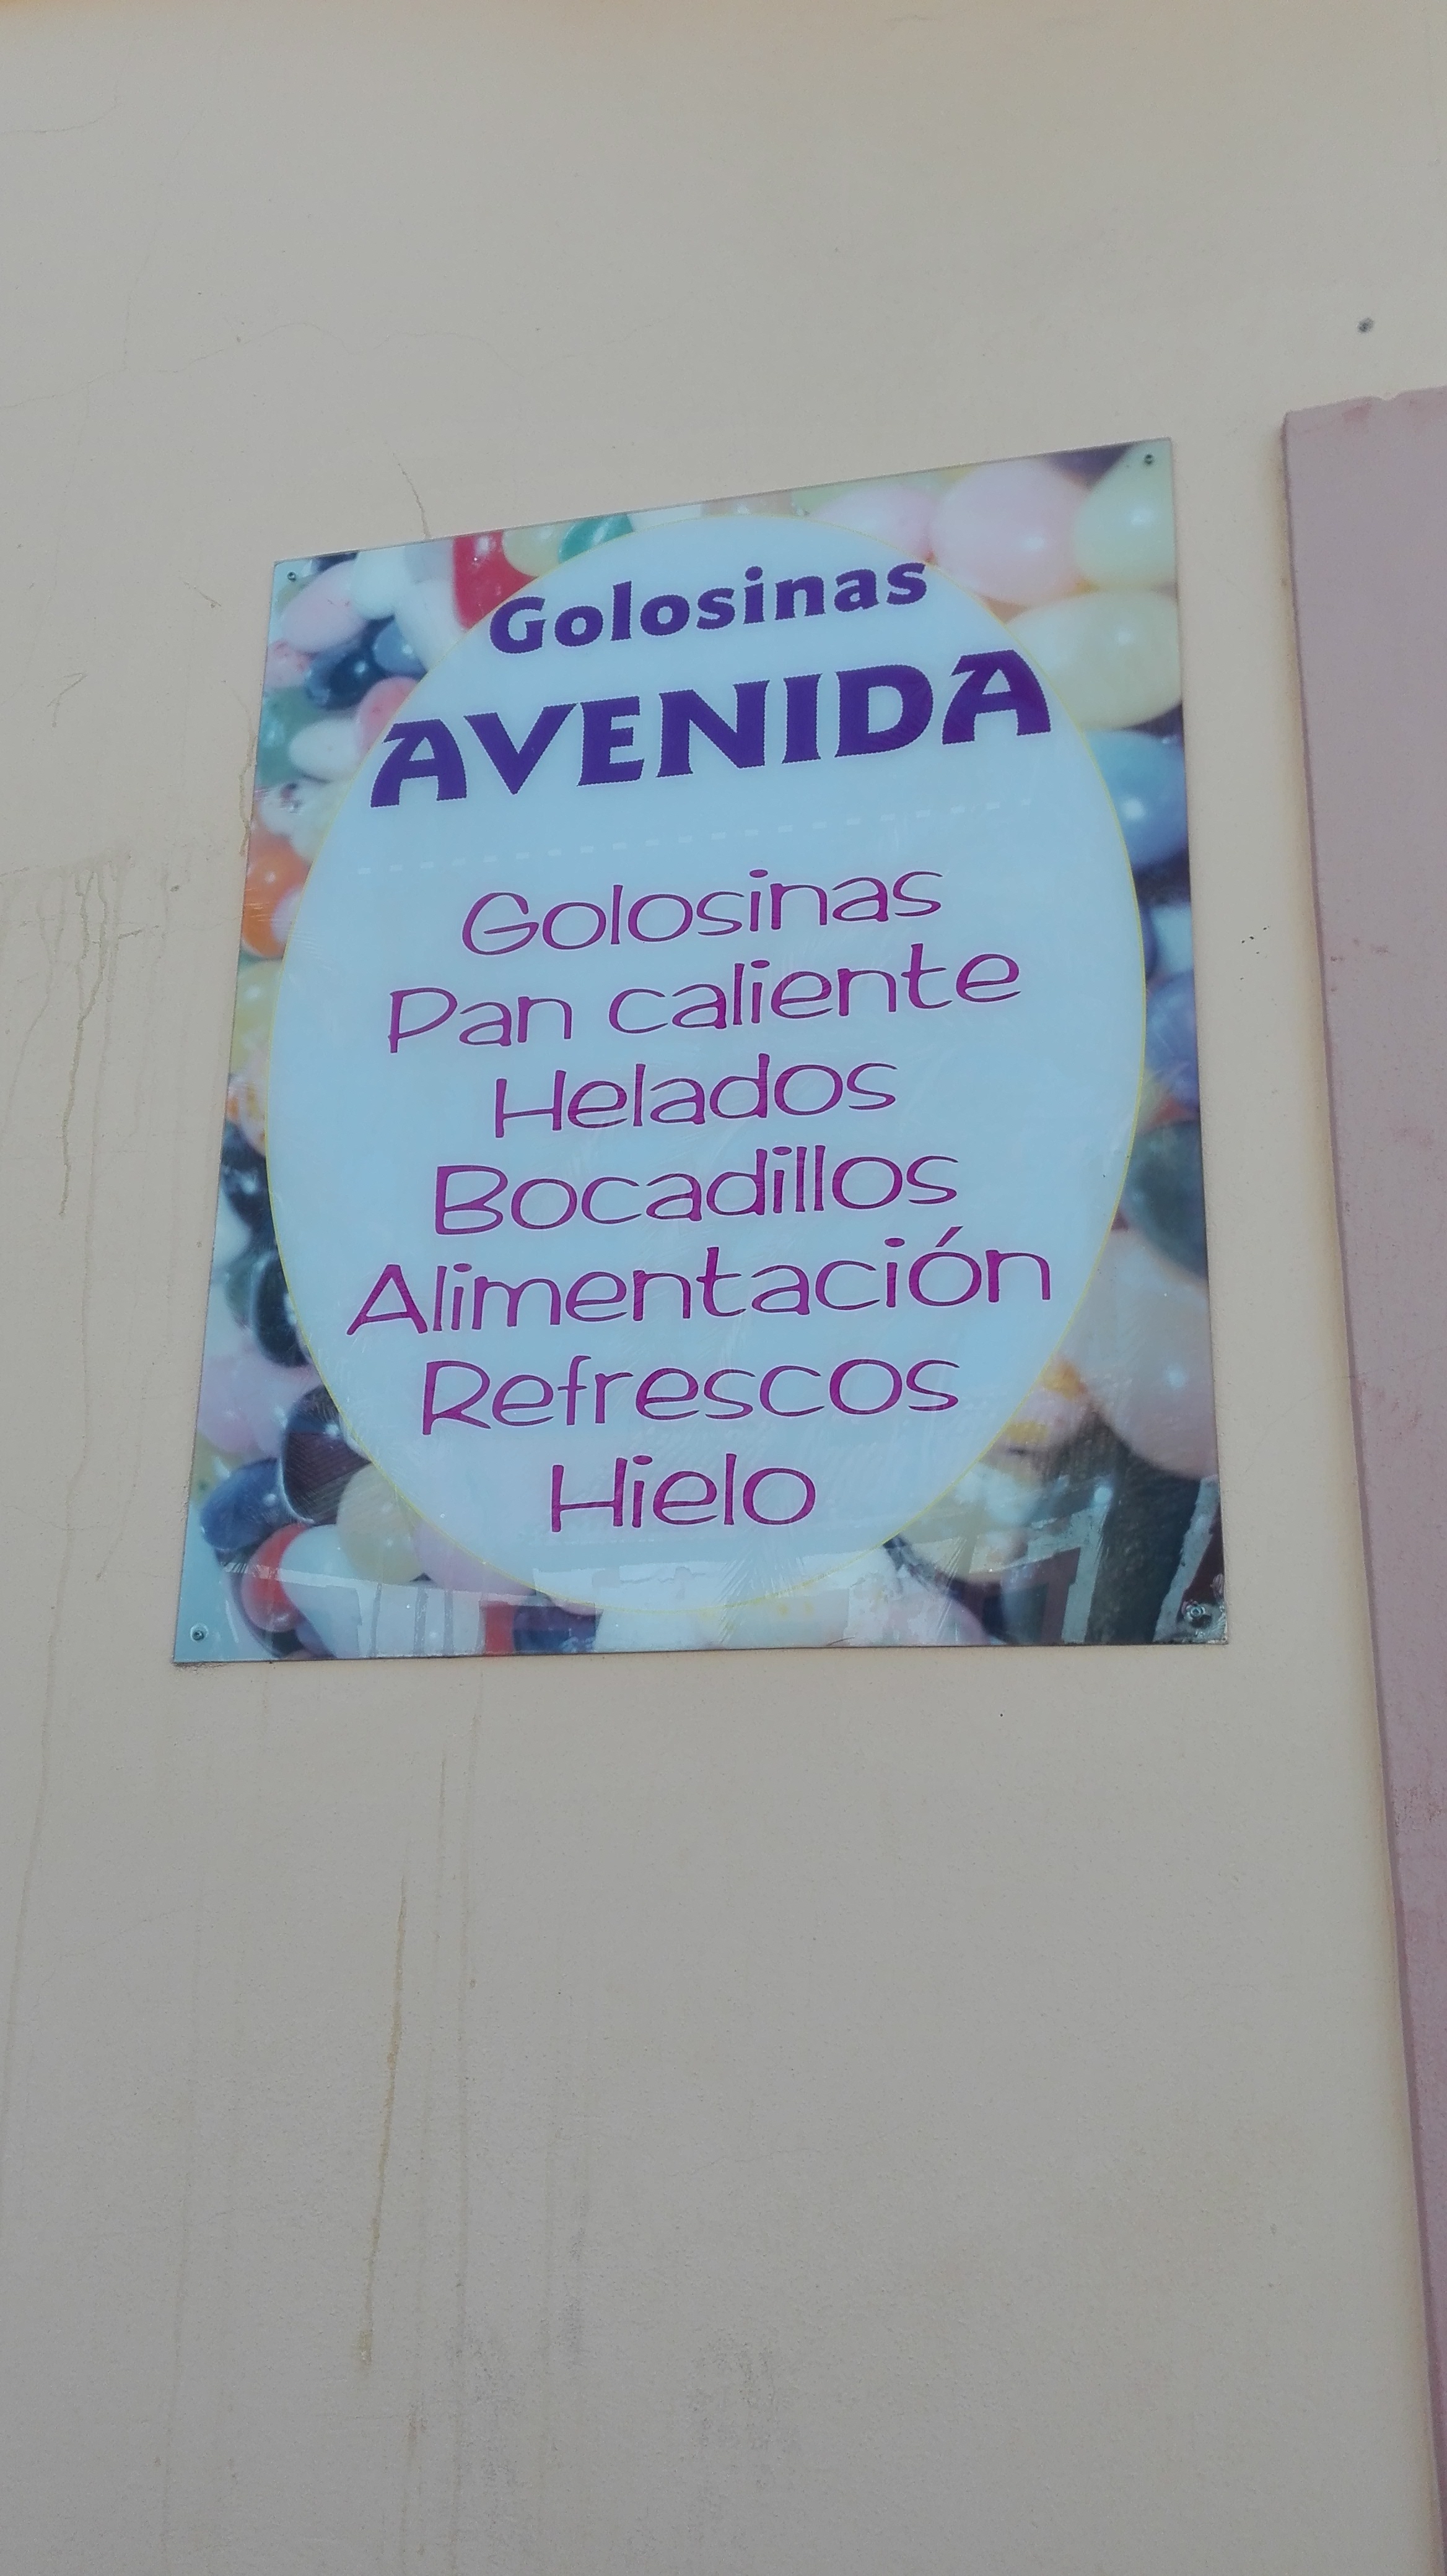 Golosinas
AVENIDA
Golosinas
Pan caliente
Helados
Bocadillos
Alimentación
Refrescos
Hielo